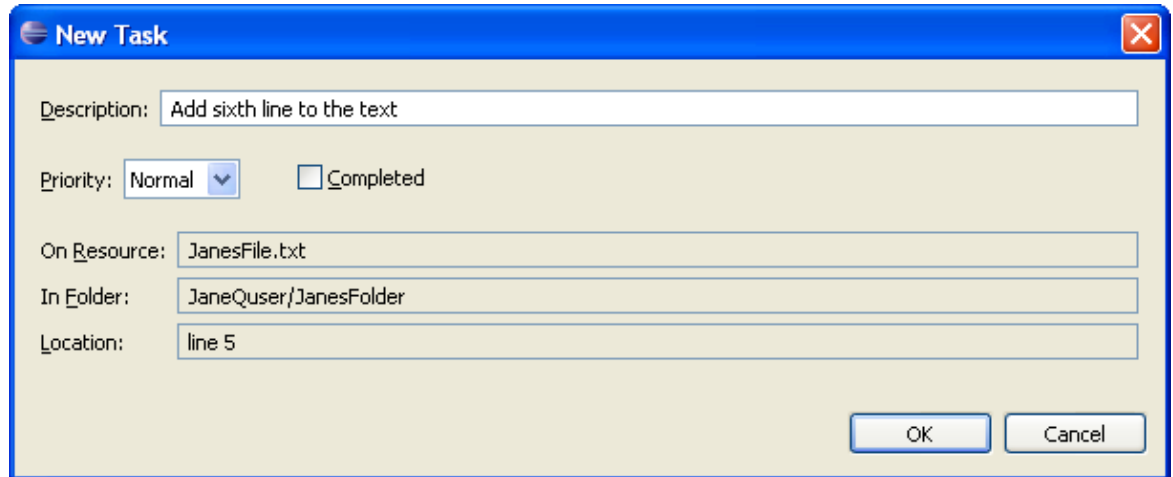 New Task
Description: Add sixth line to the text
Priority: Normal Completed
On Resource: JanesFile.txt
In Folder: JaneQuser/JanesFolder
Location: line 5
OK Cancel